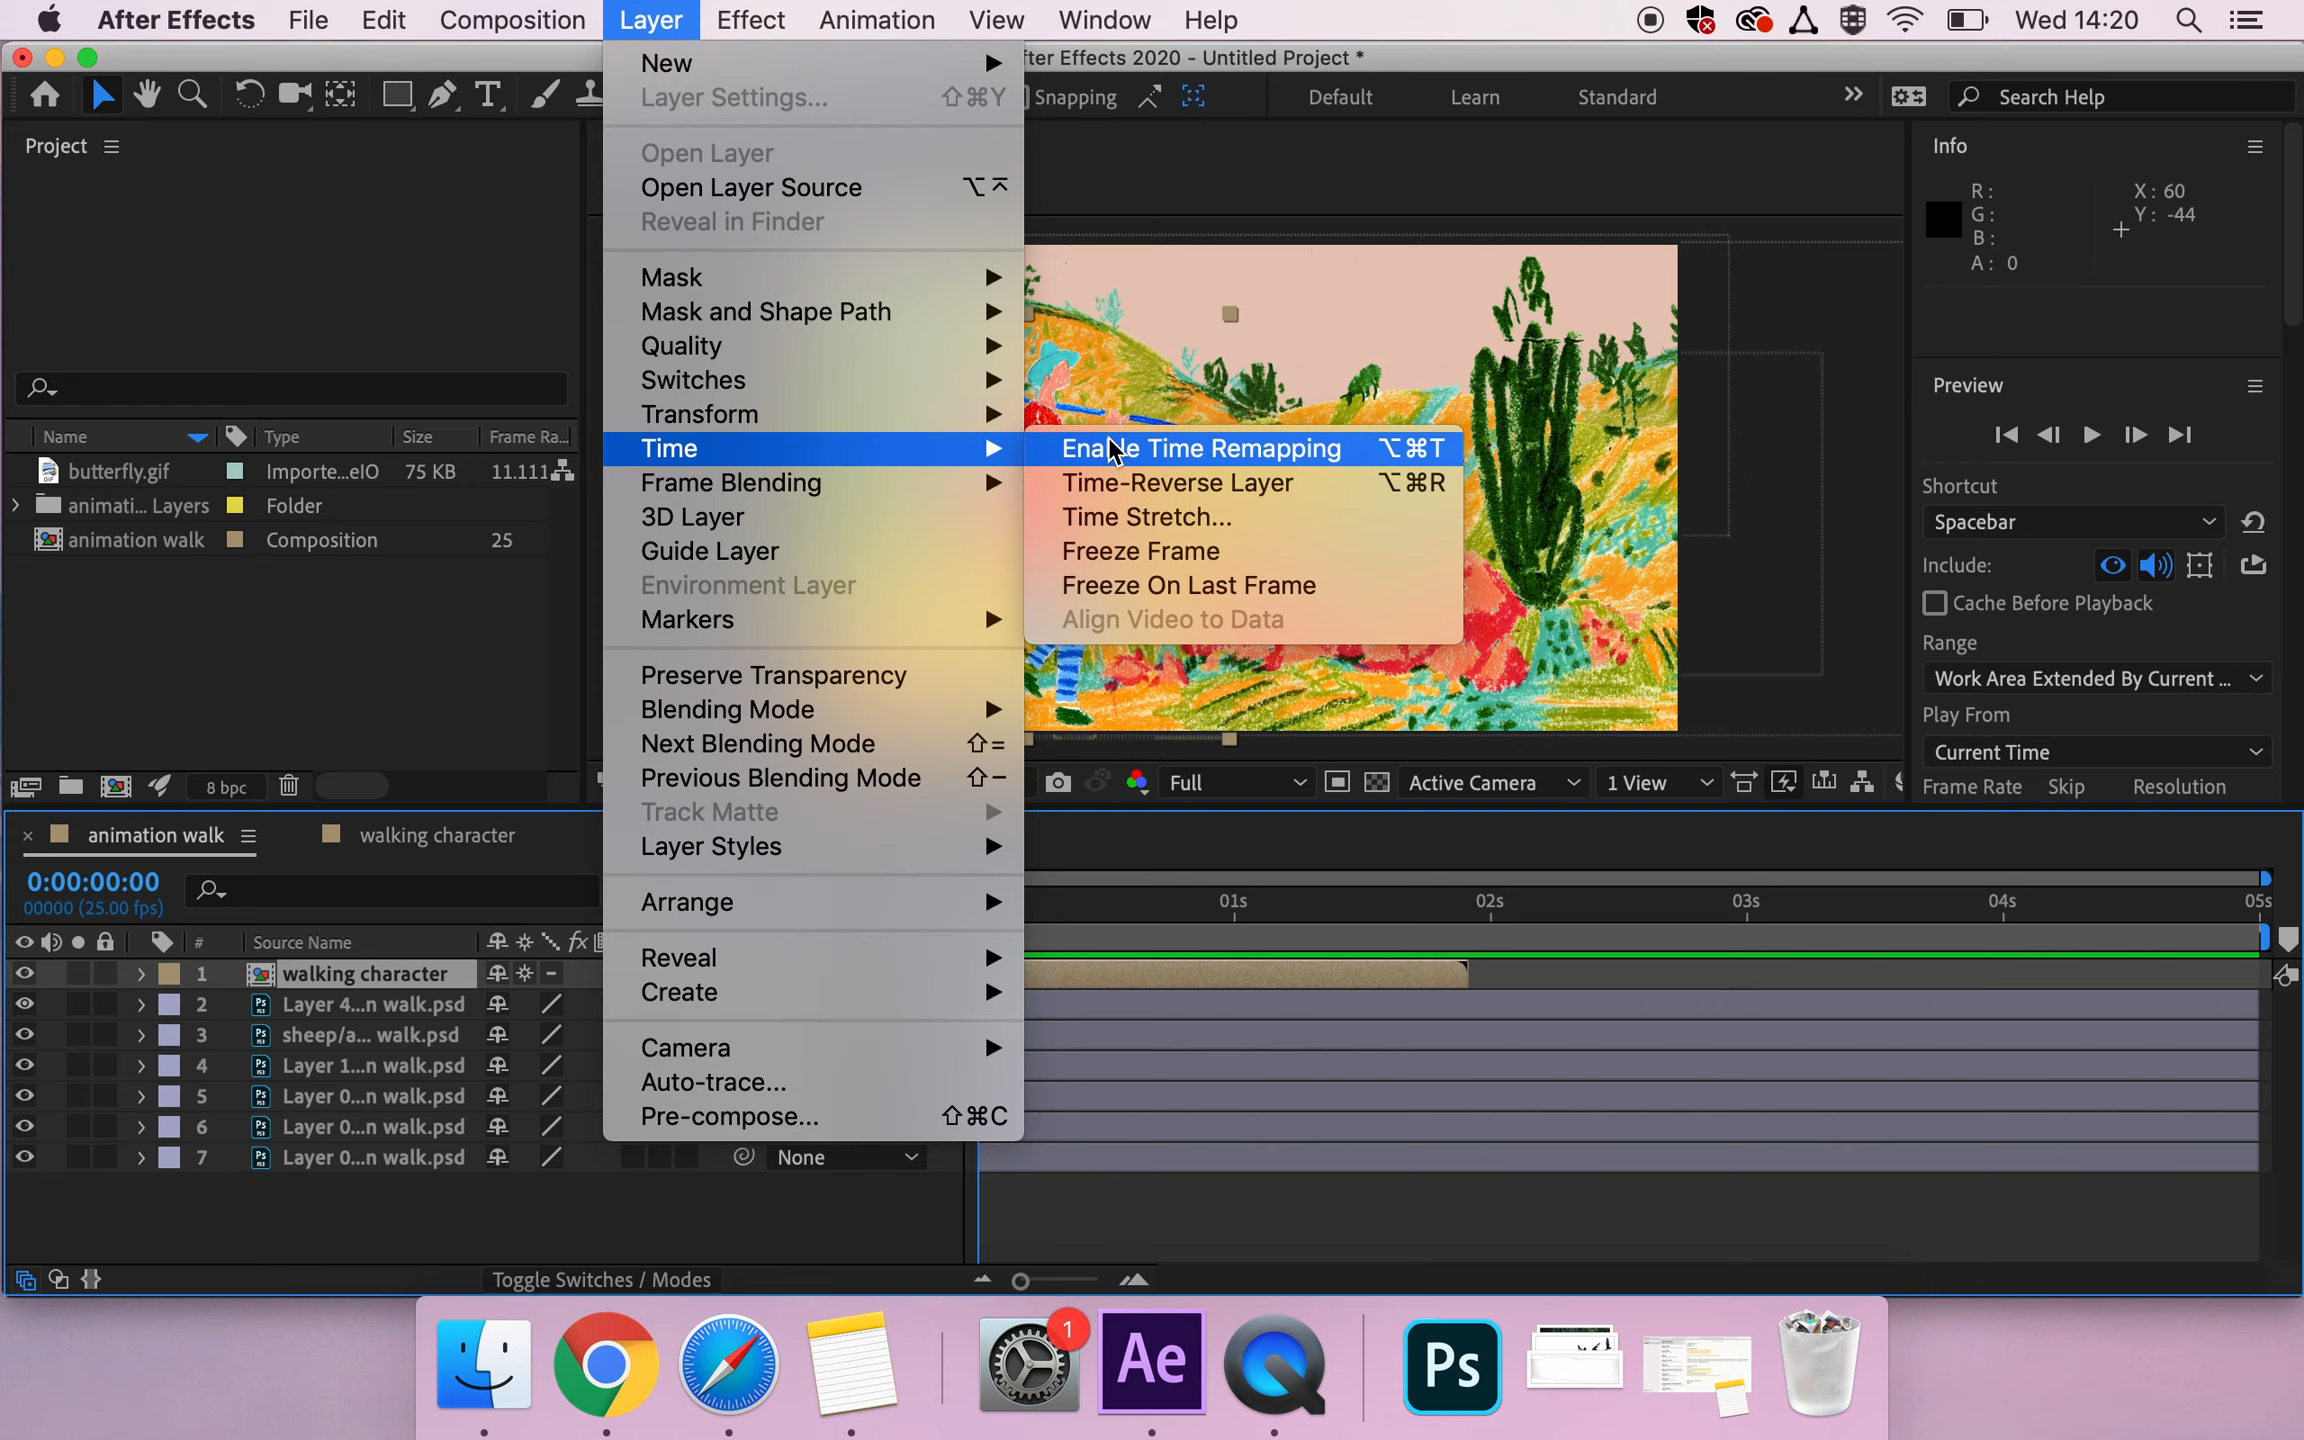 After Effects File Edit Composition Layer Effect Animation View Window Help Wed 14:20
fter Effects 2020 - Untitled Project *
Snapping Default Learn Standard Search Help
Project
Name Type Size Frame Ra...
butterfly.gif Importe...eIO 75 KB 11.111
animati... Layers Folder
animation walk Composition 25
8 bpc
New
Layer Settings... ⇧⌘Y
Open Layer
Open Layer Source
Reveal in Finder
Mask
Mask and Shape Path
Quality
Switches
Transform
Time
Frame Blending
3D Layer
Guide Layer
Environment Layer
Markers
Preserve Transparency
Blending Mode
Next Blending Mode ⇧=
Previous Blending Mode ⇧-
Track Matte
Layer Styles
Arrange
Reveal
Create
Camera
Auto-trace...
Pre-compose... ⇧⌘C
Enable Time Remapping ⌥⌘T
Time-Reverse Layer ⌥⌘R
Time Stretch...
Freeze Frame
Freeze On Last Frame
Align Video to Data
Full Active Camera 1 View
Info
R: X: 60
G: Y: -44
B:
A: 0
Preview
Shortcut
Spacebar
Include:
Cache Before Playback
Range
Work Area Extended By Current ...
Play From
Current Time
Frame Rate Skip Resolution
× animation walk walking character
0:00:00:00
00000 (25.00 fps)
01s 02s 03s 04s 05s
# Source Name fx
1 walking character
2 Layer 4...n walk.psd
3 sheep/a... walk.psd
4 Layer 1...n walk.psd
5 Layer 0...n walk.psd
6 Layer 0...n walk.psd
7 Layer 0...n walk.psd None
Toggle Switches / Modes
1
Ae
Ps